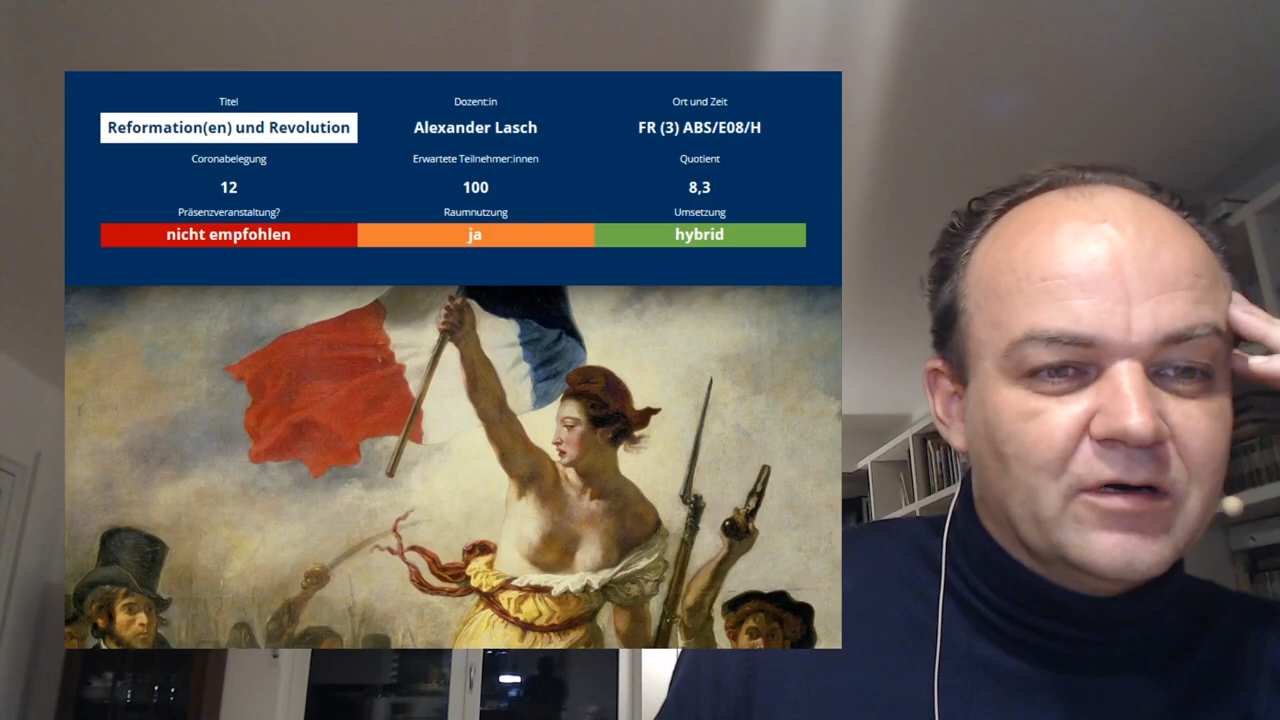 Titel Dozent:in Ort und Zeit
Reformation(en) und Revolution Alexander Lasch FR (3) ABS/E08/H
Coronabelegung Erwartete Teilnehmer:innen Quotient
12 100 8,3
Präsenzveranstaltung? Raumnutzung Umsetzung
nicht empfohlen ja hybrid